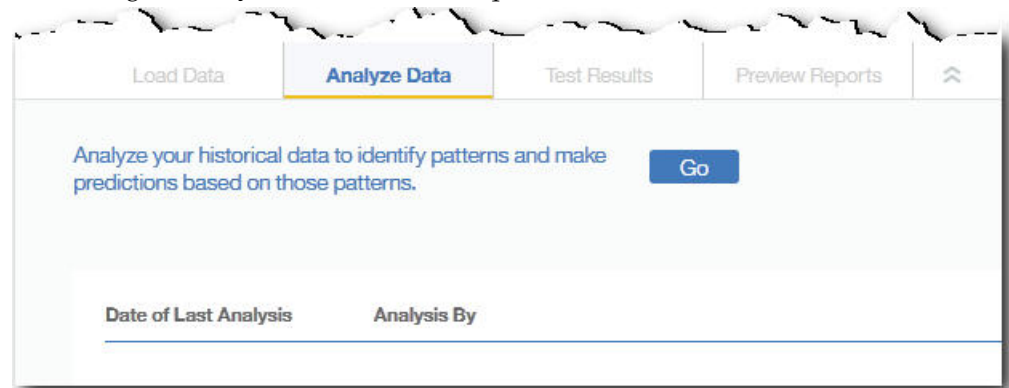 Load Data Analyze Data Test Results Preview Reports
Analyze your historical data to identify patterns and make
predictions based on those patterns.
Go
Date of Last Analysis Analysis By